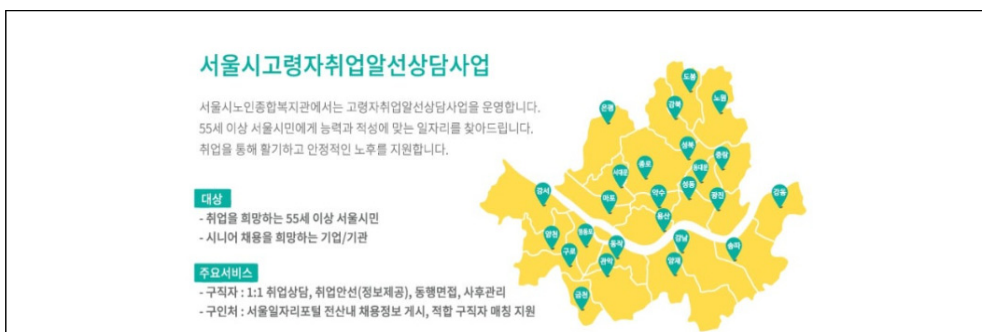 서울시고령자취업알선상담사업
서울시노인종합복지관에서는 고령자취업알선상담사업을 운영합니다.
55세 이상 서울시민에게 능력과 적성에 맞는 일자리를 찾아드립니다.
취업을 통해 활기하고 안정적인 노후를 지원합니다.
대상
- 취업을 희망하는 55세 이상 서울시민
- 시니어 채용을 희망하는 기업/기관
주요서비스
- 구직자 : 1:1 취업상담, 취업안선(정보제공), 동행면접, 사후관리
- 구인처 : 서울일자리포털 전산내 채용정보 게시, 적합 구직자 매칭 지원
도봉
노원
강북
은평
성북
중랑
종로
동대문
서대문
성동
강서
마포
약수
광진
강동
용산
양천
영등포
동작
강남
송파
구로
관악
양재
금천